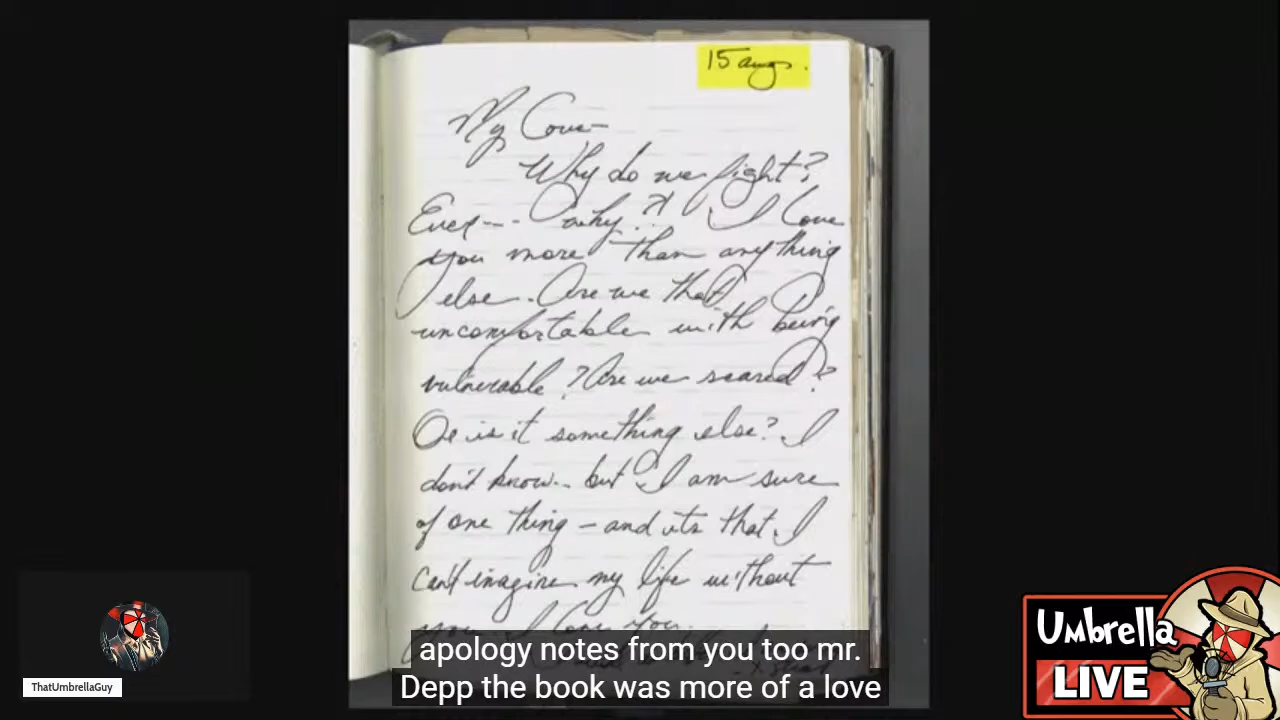 15 aug.
My Love-
Why do we fight?
Ever--- why..?! I love
you more than anything
else. Are we that
uncomfortable with being
vulnerable? Are we scared?
Or is it something else? I
don't know... but I am sure
of one thing - and its that I
can't imagine my life without
you. I love you.
apology notes from you too mr.
Depp the book was more of a love
ThatUmbrellaGuy
UMBRELLA
LIVE